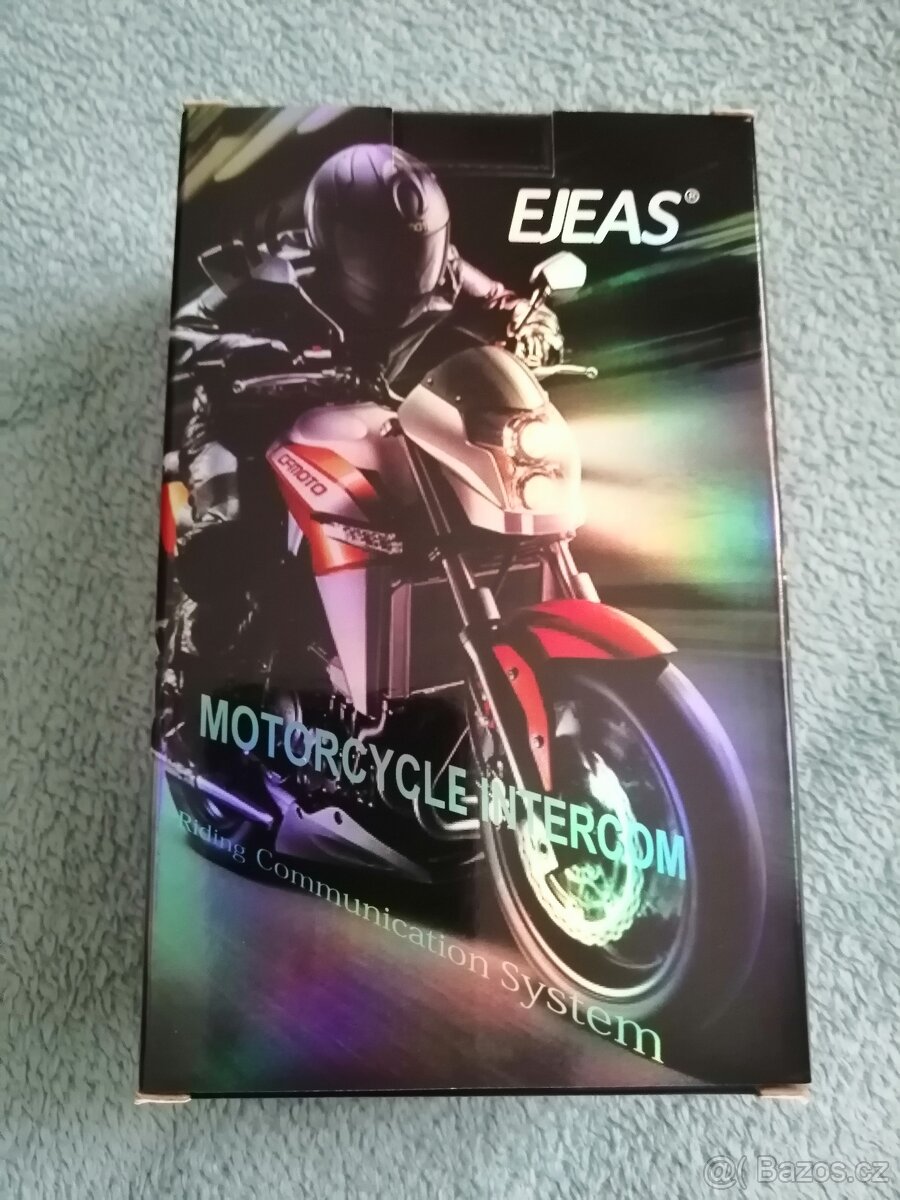 EJEAS®
CFMOTO
MOTORCYCLE INTERCOM
Riding Communication System
@( Bazos.cz